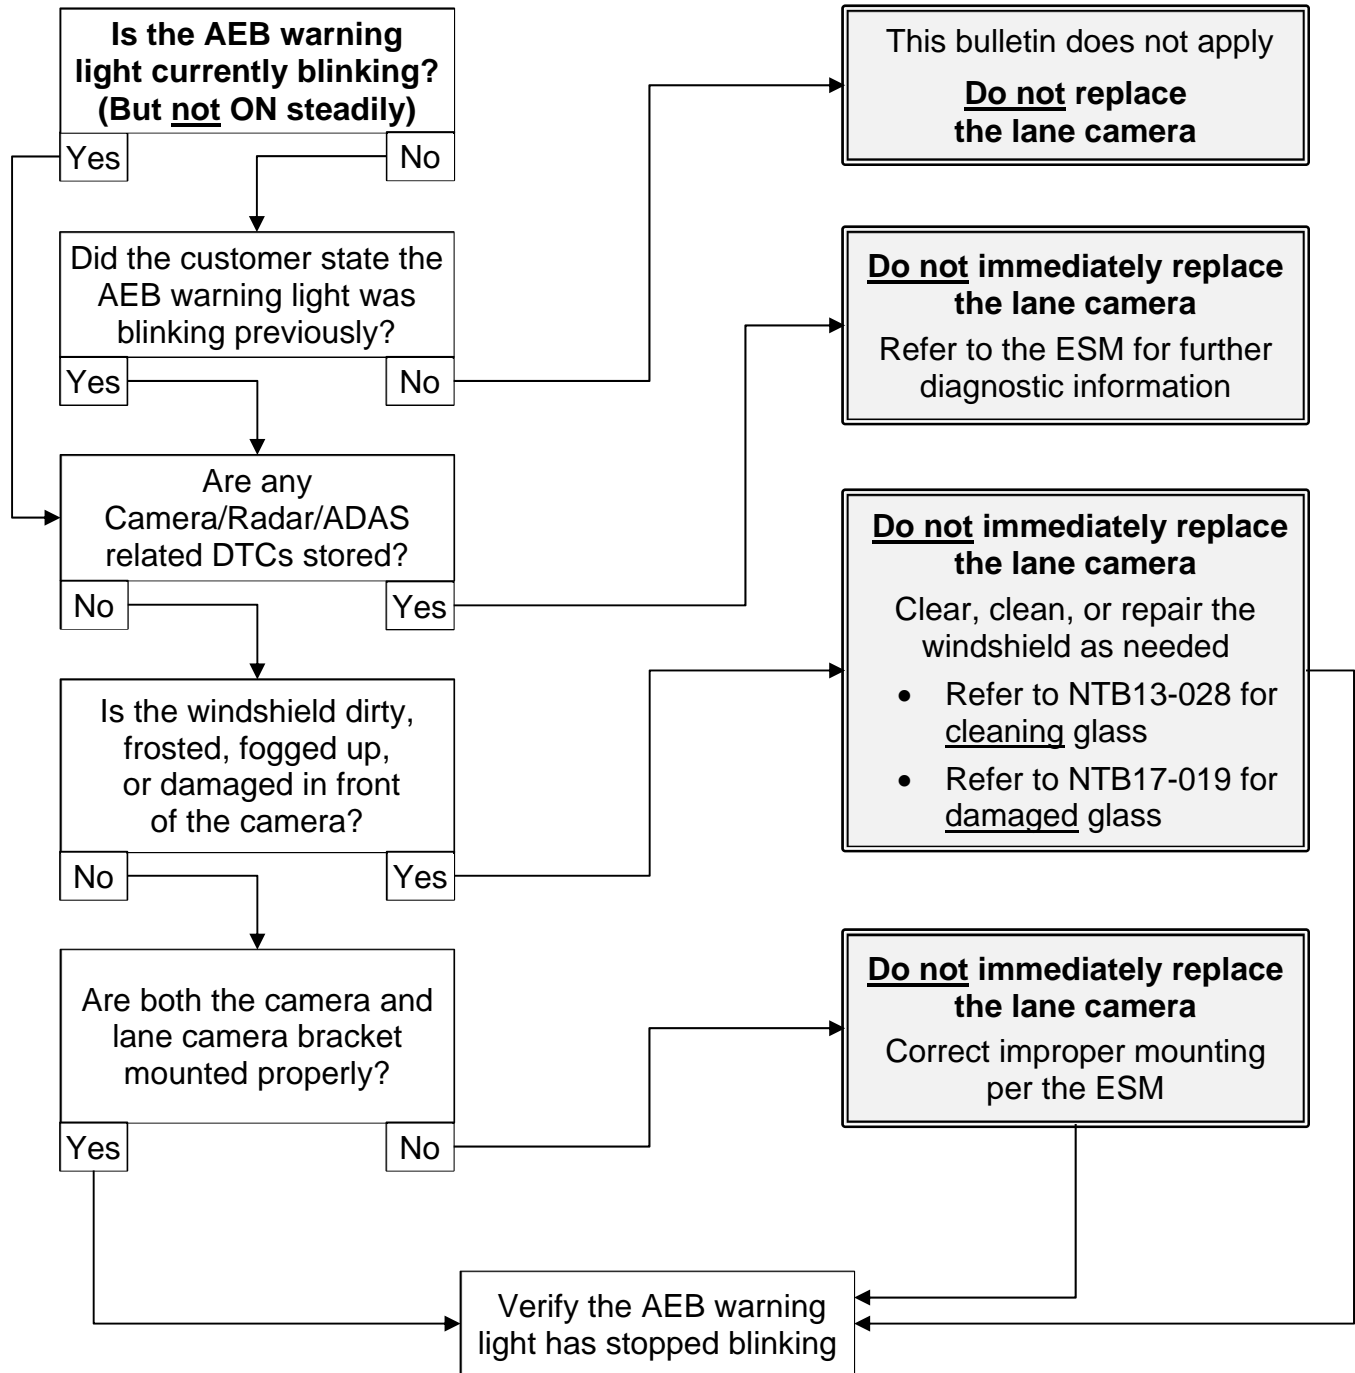 Is the AEB warning
light currently blinking?
(But not ON steadily)
Yes
No
This bulletin does not apply
Do not replace
the lane camera
Did the customer state the
AEB warning light was
blinking previously?
Yes
No
Do not immediately replace
the lane camera
Refer to the ESM for further
diagnostic information
Are any
Camera/Radar/ADAS
related DTCs stored?
No
Yes
Do not immediately replace
the lane camera
Clear, clean, or repair the
windshield as needed
• Refer to NTB13-028 for
cleaning glass
• Refer to NTB17-019 for
damaged glass
Is the windshield dirty,
frosted, fogged up,
or damaged in front
of the camera?
No
Yes
Are both the camera and
lane camera bracket
mounted properly?
Yes
No
Do not immediately replace
the lane camera
Correct improper mounting
per the ESM
Verify the AEB warning
light has stopped blinking